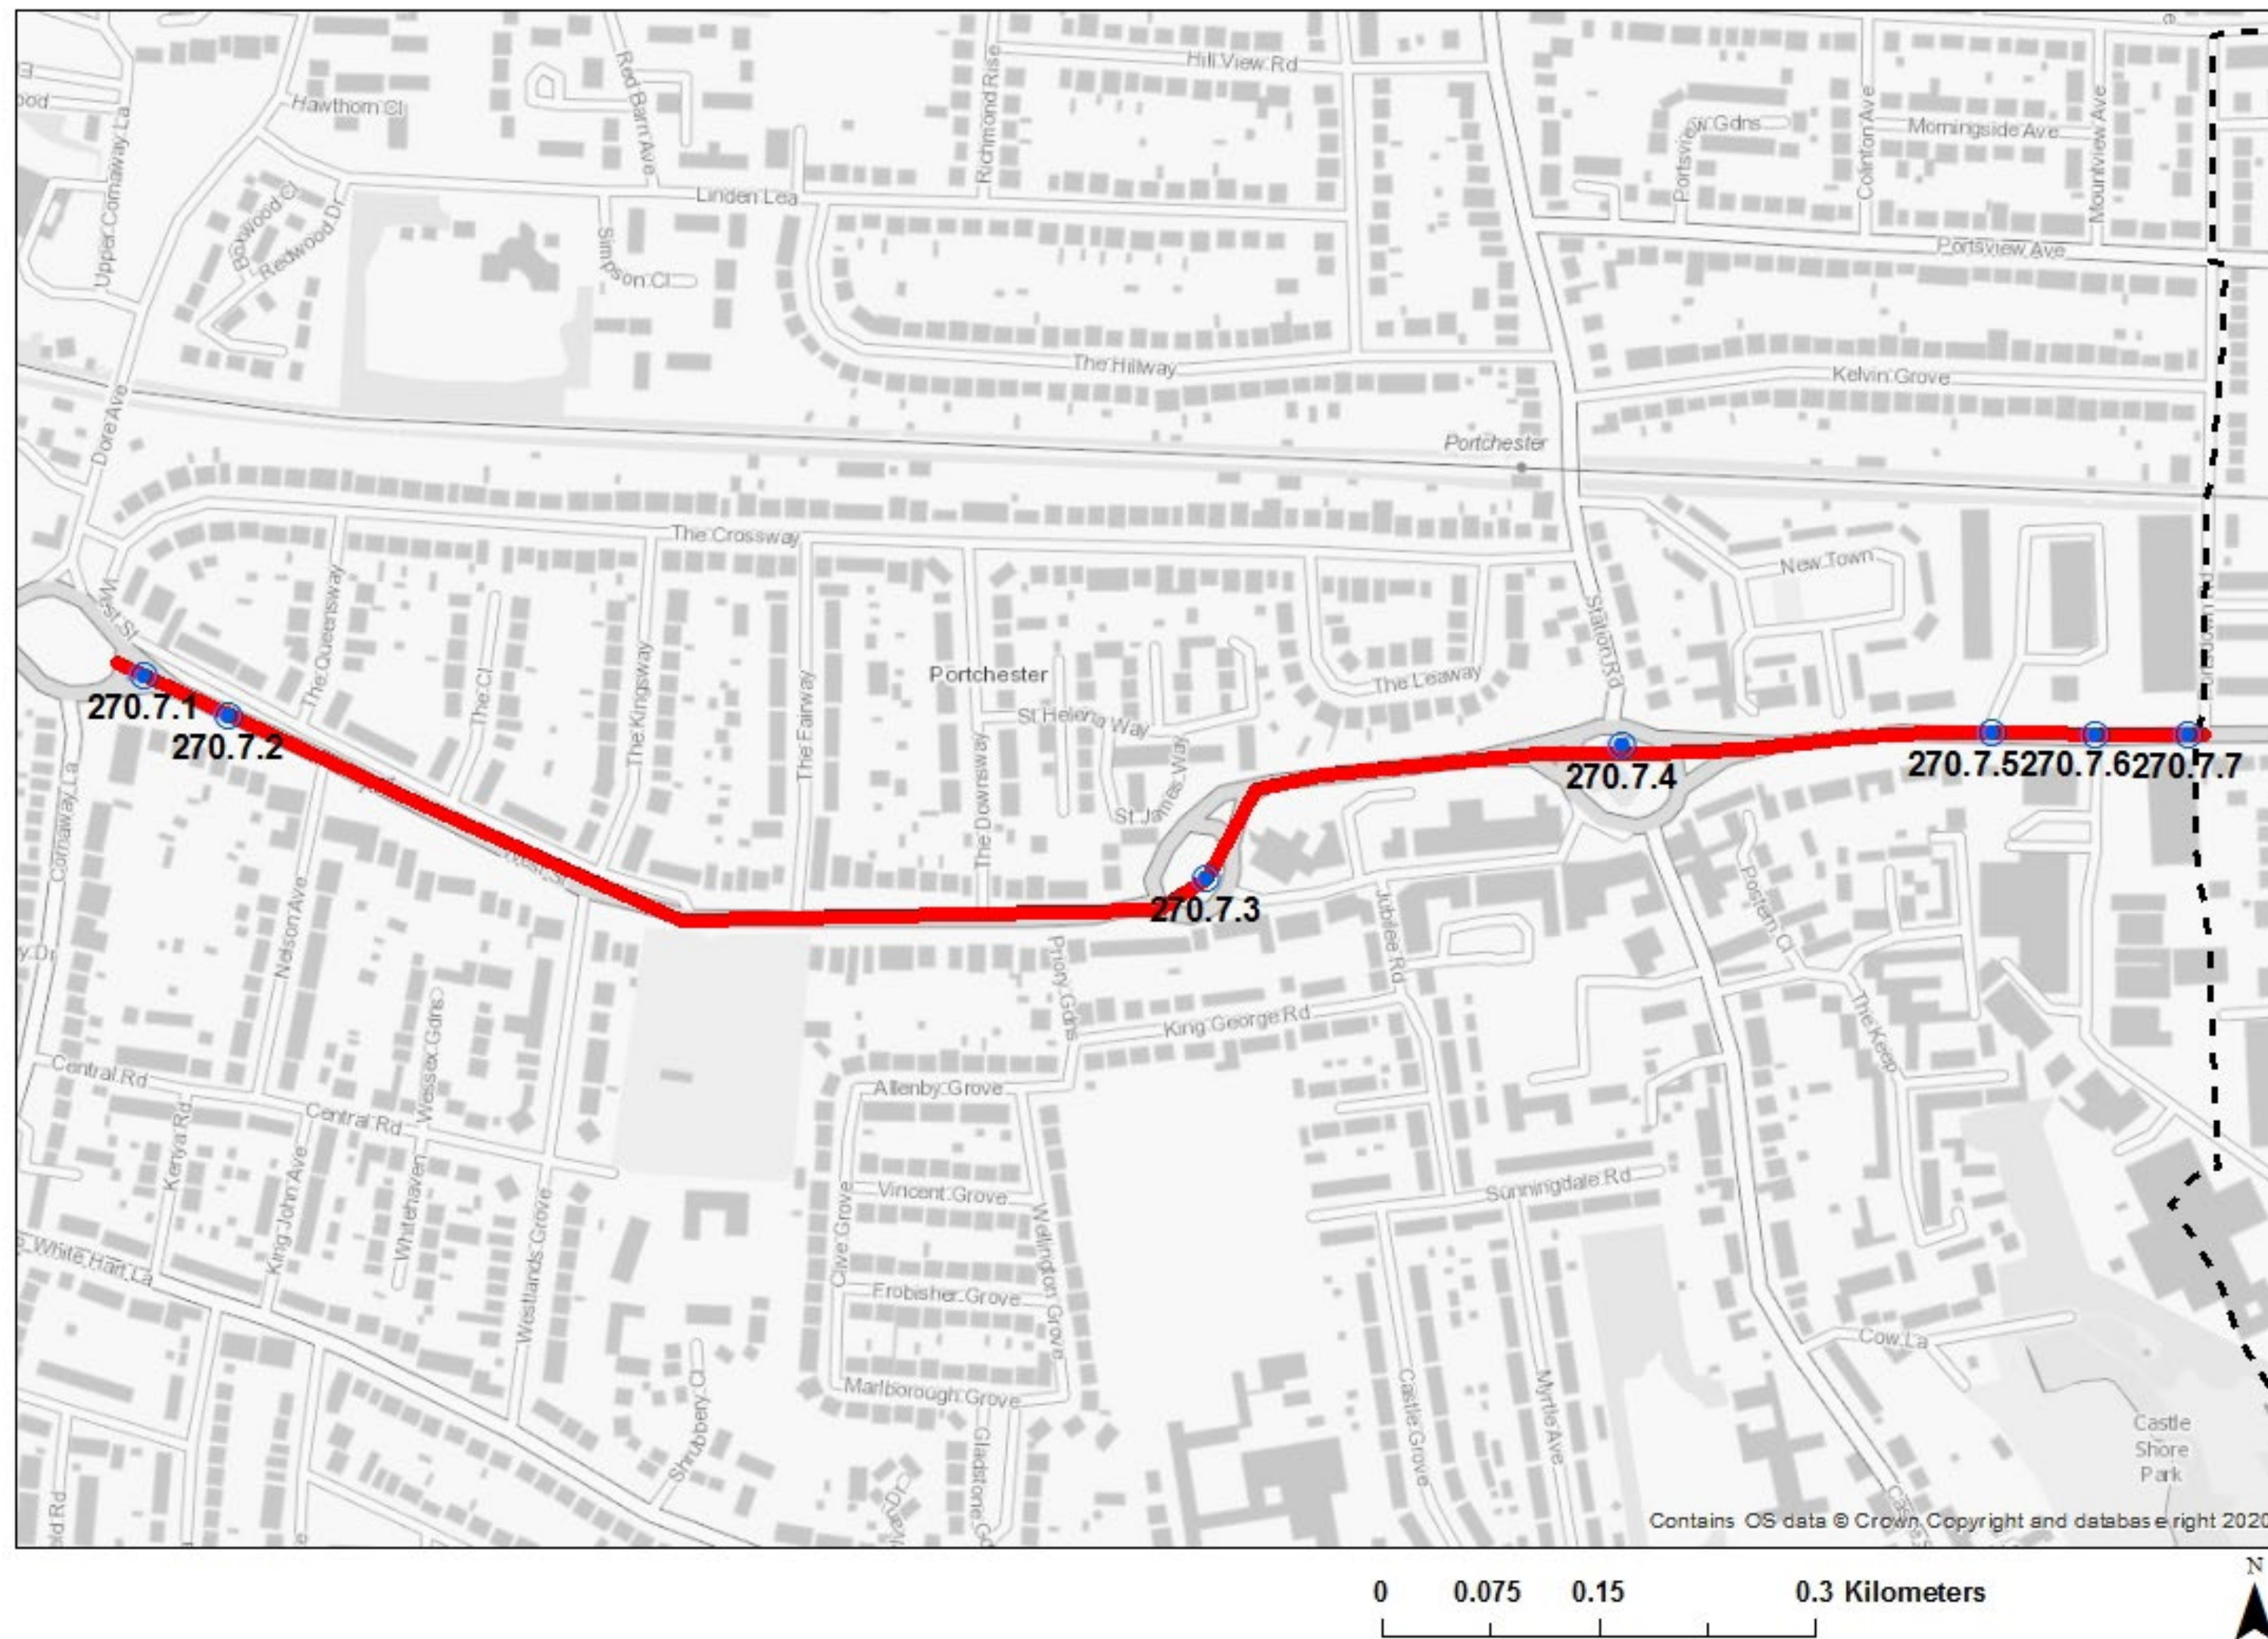 Hill View Rd
Red Barn Ave
Richmond Rise
Hawthorn Cl
Gdns
Portsview
Clinton Ave
Morningside Ave
Mountview Ave
Upper Cornaway La
Linden Lea
Boxwood Cl
Redwood Dr
Simpson Cl
Portsview Ave
The Hillway
Kelvin Grove
Dore Ave
Portchester
The Crossway
New Town
West St
The Queensway
Station Rd
The Cl
The Kingsway
The Fairway
Portchester
The Leaway
St Helena Way
270.7.1
270.7.2
The Downsway
St James Way
270.7.4
270.7.5
270.7.6
270.7.7
Cornaway La
270.7.3
Nelson Ave
Jubilee Rd
Postern Cl
Priory Gdns
Wessex Gdns
King George Rd
The Keep
Central Rd
Central Rd
Allenby Grove
Kenya Rd
King John Ave
Whitehaven
Westlands Grove
Vincent Grove
Sunningdale Rd
Clive Grove
Wellington Grove
White Hart La
Frobisher Grove
Cow La
Marlborough Grove
Shrubbery Cl
Castle Grove
Myrtle Ave
Castle
Shore
Park
Contains OS data © Crown Copyright and database right 2020
N
0 0.075 0.15 0.3 Kilometers